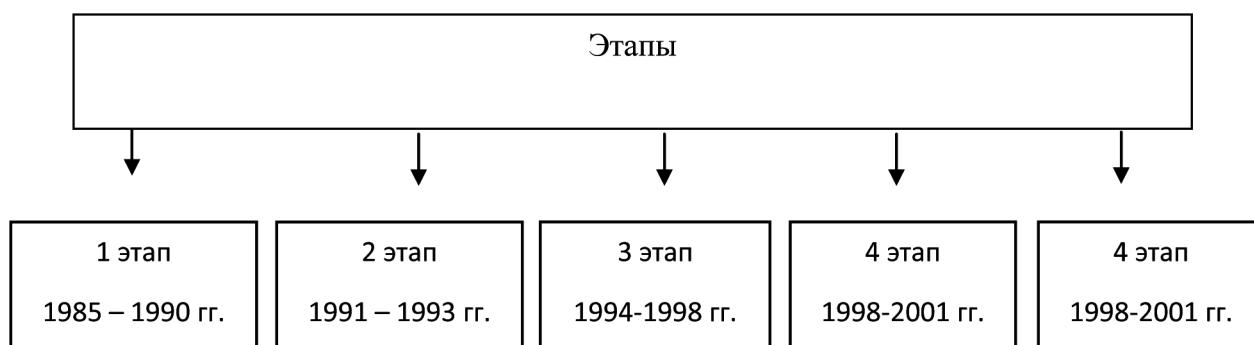 Этапы
1 этап
1985 – 1990 гг.
2 этап
1991 – 1993 гг.
3 этап
1994-1998 гг.
4 этап
1998-2001 гг.
4 этап
1998-2001 гг.